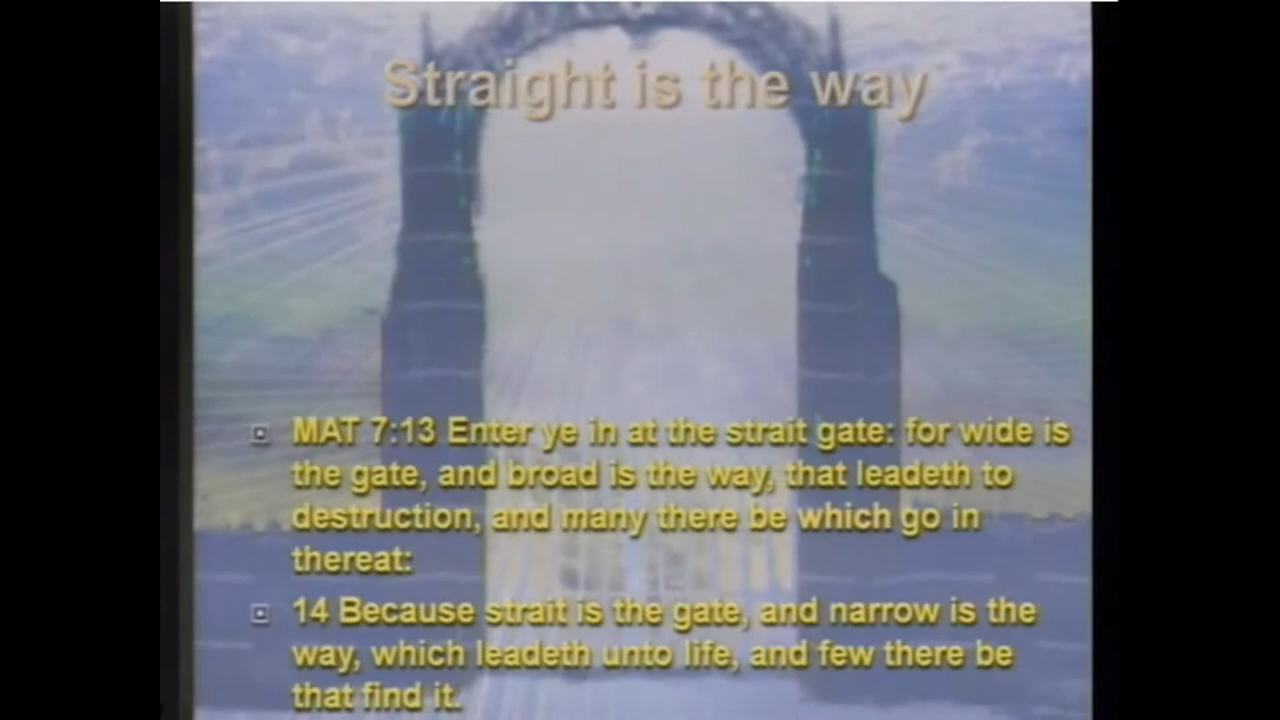 Straight is the way
MAT 7:13 Enter ye in at the strait gate: for wide is
the gate, and broad is the way, that leadeth to
destruction, and many there be which go in
thereat:
14 Because strait is the gate, and narrow is the
way, which leadeth unto life, and few there be
that find it.